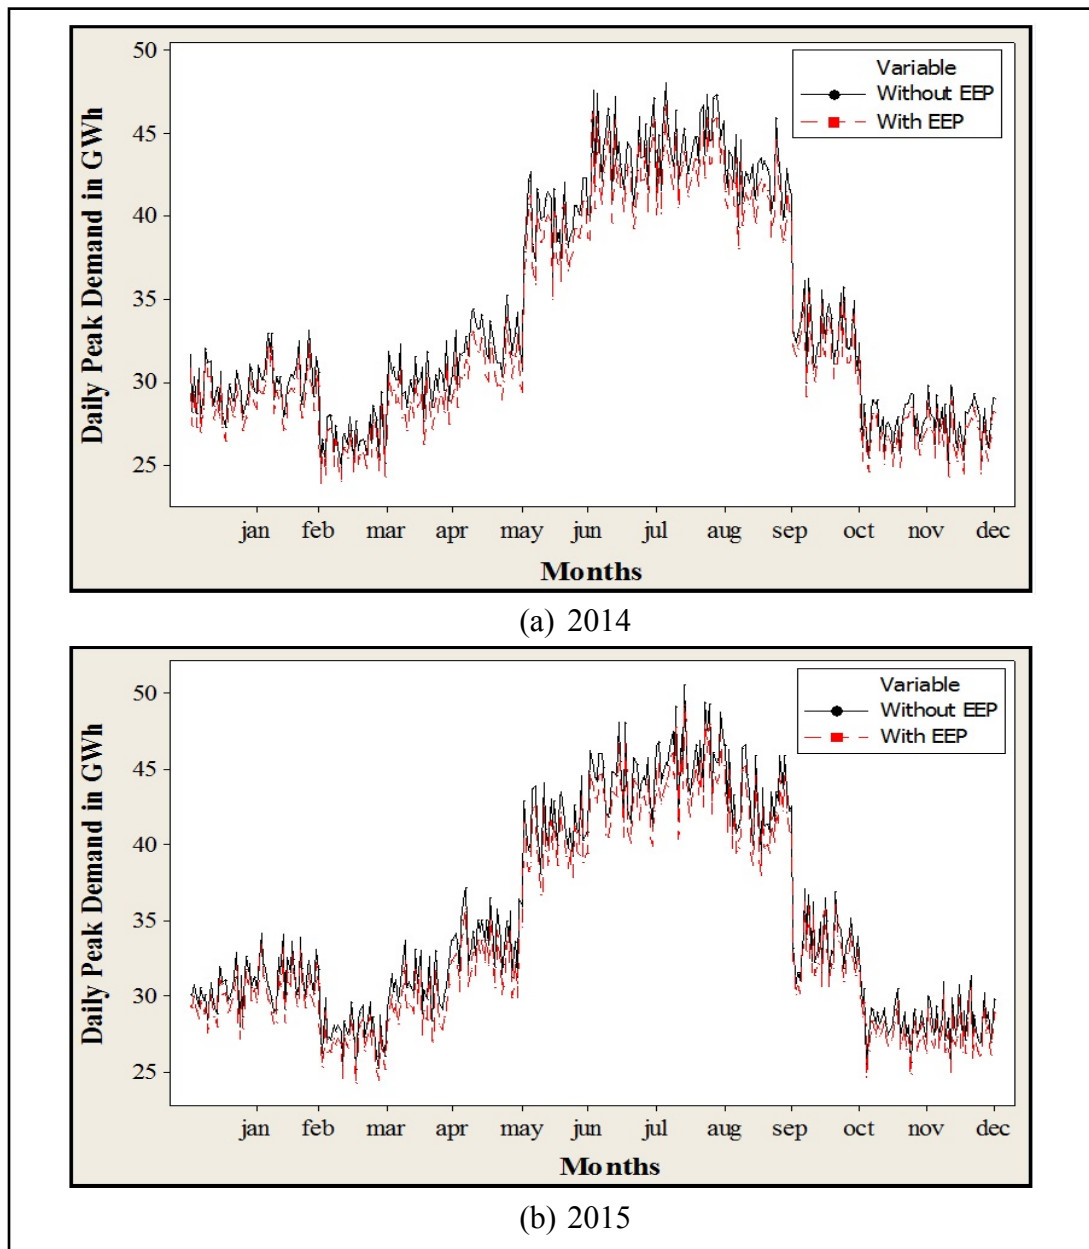 Daily Peak Demand in GWh
50
45
40
35
30
25
Variable
Without EEP
With EEP
jan feb mar apr may jun jul aug sep oct nov dec
Months
(a) 2014
Daily Peak Demand in GWh
50
45
40
35
30
25
Variable
Without EEP
With EEP
jan feb mar apr may jun jul aug sep oct nov dec
Months
(b) 2015